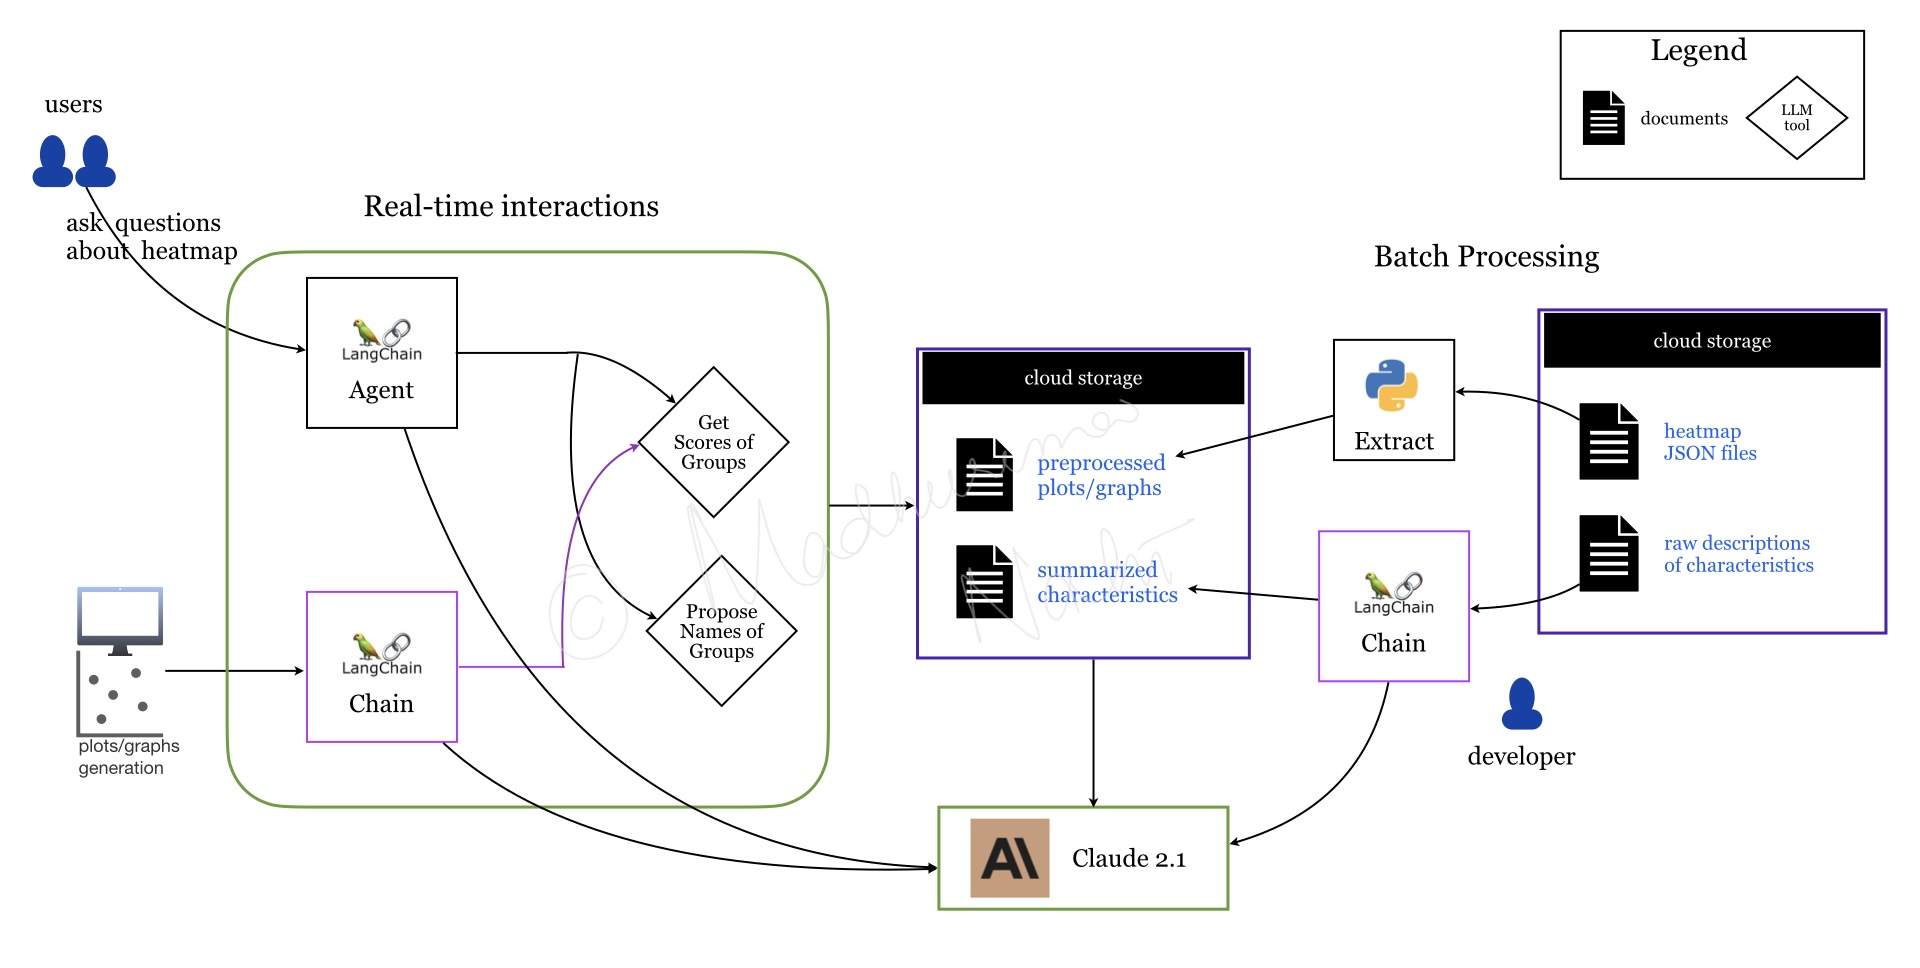 Legend
documents
LLM
tool
users
ask questions
about heatmap
Real-time interactions
LangChain
Agent
Get
Scores of
Groups
Propose
Names of
Groups
LangChain
Chain
plots/graphs
generation
cloud storage
preprocessed
plots/graphs
summarized
characteristics
Batch Processing
Extract
cloud storage
heatmap
JSON files
raw descriptions
of characteristics
LangChain
Chain
developer
A\ Claude 2.1